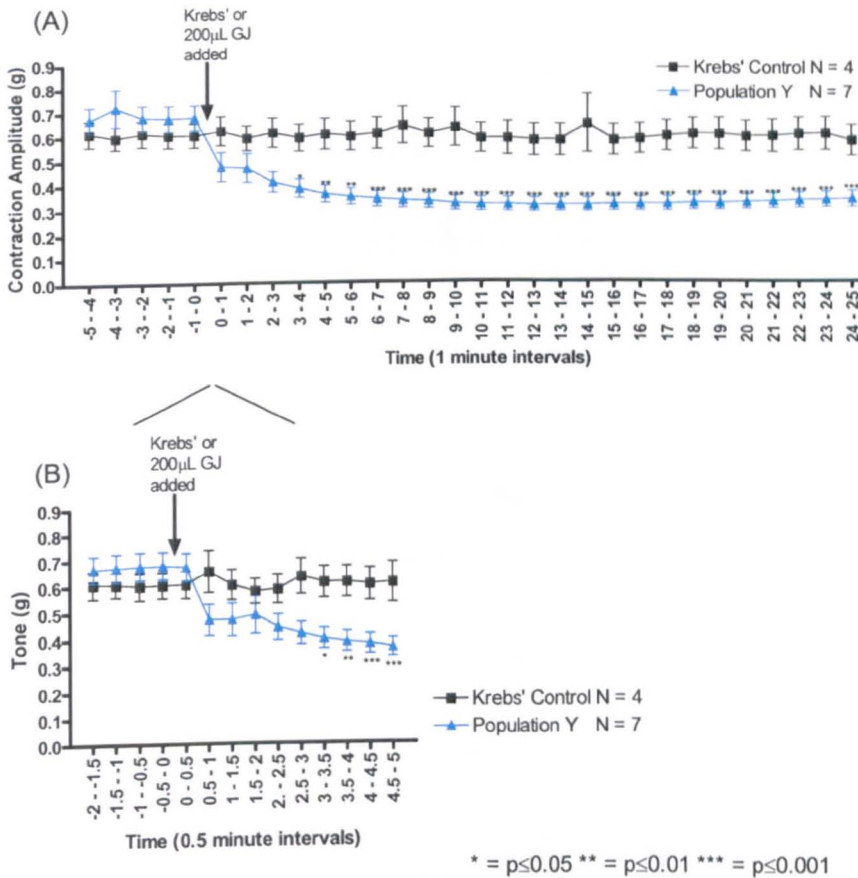 (A)
Krebs' or
200µL GJ
added
Krebs' Control N = 4
Population Y N = 7
Contraction Amplitude (g)
0.9
0.8
0.7
0.6
0.5
0.4
0.3
0.2
0.1
0.0
* ** ** *** *** *** *** *** *** *** *** *** *** *** *** *** *** *** *** *** *** ***
-5 - -4
-4 - -3
-3 - -2
-2 - -1
-1 - 0
0 - 1
1 - 2
2 - 3
3 - 4
4 - 5
5 - 6
6 - 7
7 - 8
8 - 9
9 - 10
10 - 11
11 - 12
12 - 13
13 - 14
14 - 15
15 - 16
16 - 17
17 - 18
18 - 19
19 - 20
20 - 21
21 - 22
22 - 23
23 - 24
24 - 25
Time (1 minute intervals)
(B)
Krebs' or
200µL GJ
added
Tone (g)
0.9
0.8
0.7
0.6
0.5
0.4
0.3
0.2
0.1
0.0
* ** *** ***
-2 - -1.5
-1.5 - -1
-1 - -0.5
-0.5 - 0
0 - 0.5
0.5 - 1
1 - 1.5
1.5 - 2
2. - 2.5
2.5 - 3
3 - 3.5
3.5 - 4
4 - 4.5
4.5 - 5
Time (0.5 minute intervals)
Krebs' Control N = 4
Population Y N = 7
* = p≤0.05 ** = p≤0.01 *** = p≤0.001